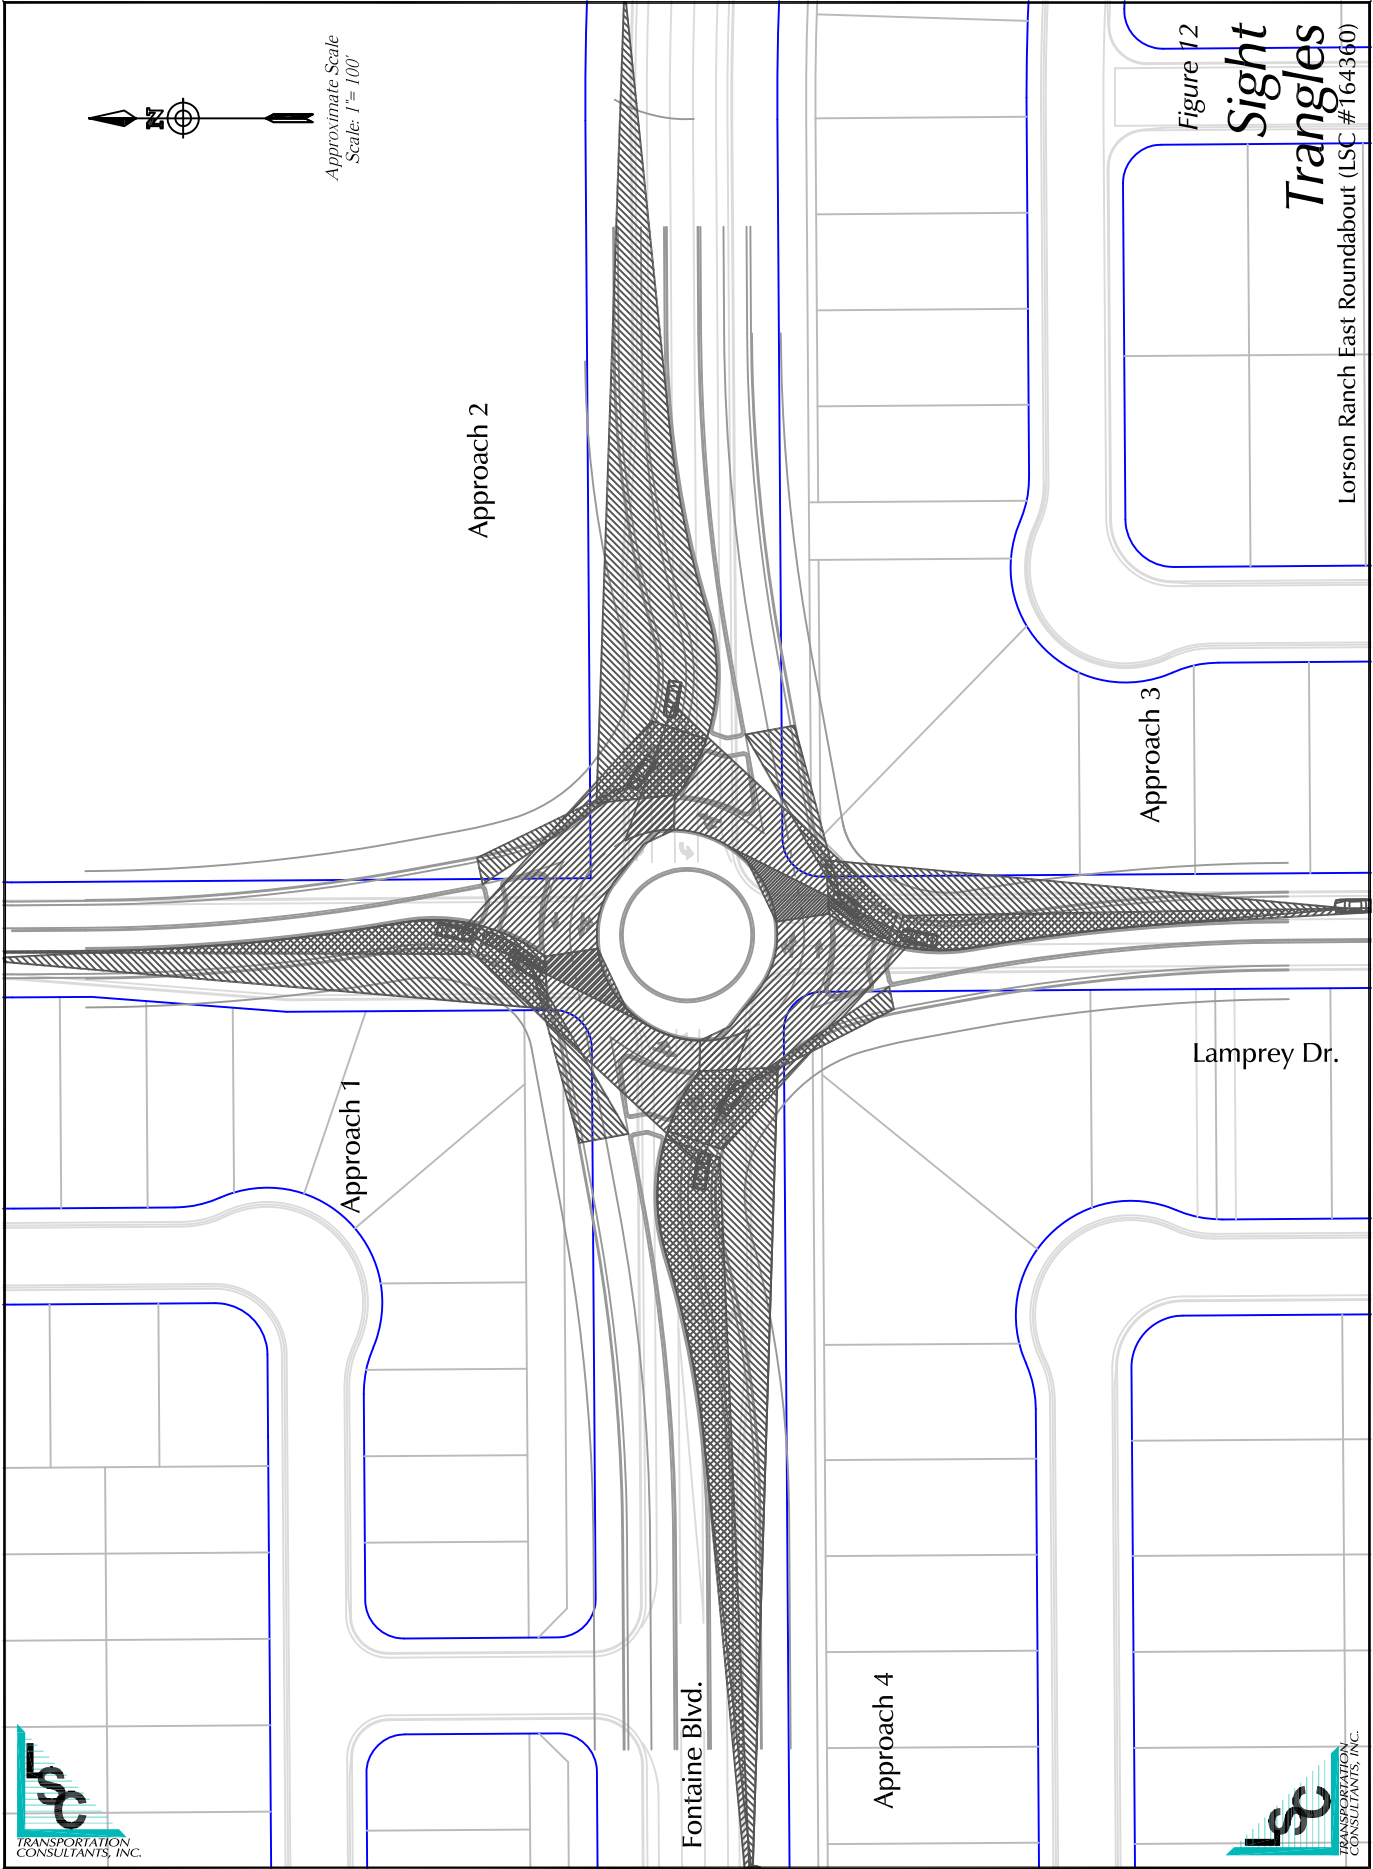 N
Approximate Scale
Scale: 1"= 100'
Figure 12
Sight
Trangles
Lorson Ranch East Roundabout (LSC #164360)
Approach 2
Approach 3
Approach 1
Lamprey Dr.
Fontaine Blvd.
Approach 4
LSC
TRANSPORTATION
CONSULTANTS, INC.
LSC
TRANSPORTATION
CONSULTANTS, INC.